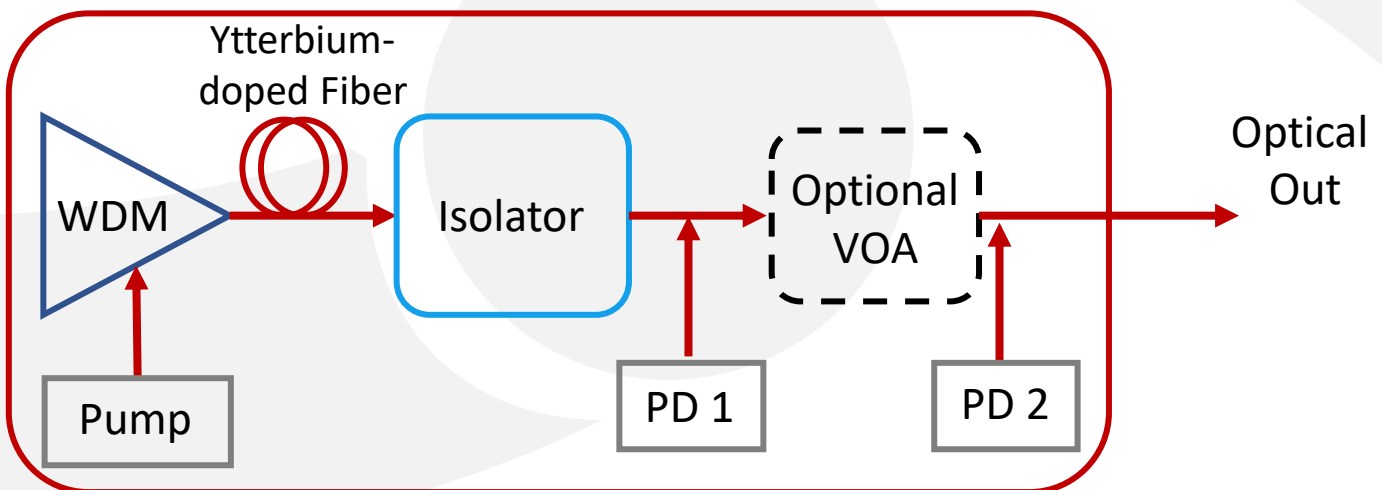 Ytterbium-
doped Fiber
WDM
Isolator
Optional
VOA
Optical
Out
Pump
PD 1
PD 2